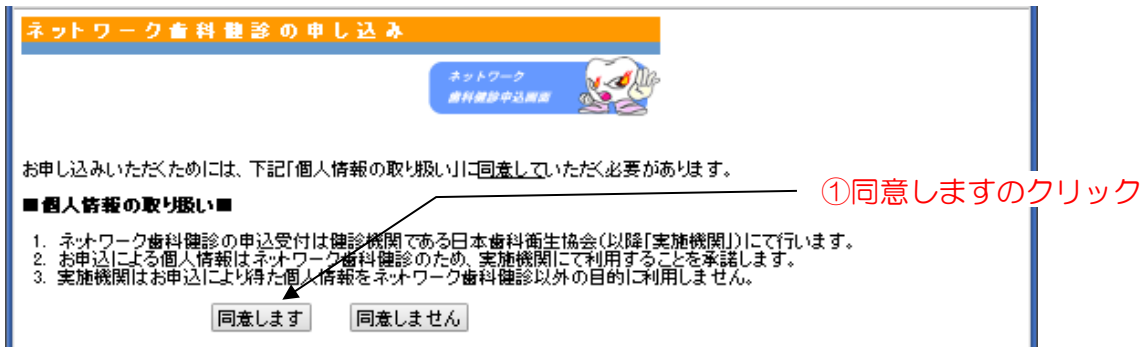 ネットワーク歯科健診の申し込み
ネットワーク
歯科健診申込画面
お申し込みいただくためには、下記「個人情報の取り扱い」に同意していただく必要があります。
■個人情報の取り扱い■
①同意しますのクリック
1. ネットワーク歯科健診の申込受付は健診機関である日本歯科衛生協会(以降「実施機関」)にて行います。
2. お申込による個人情報はネットワーク歯科健診のため、実施機関にて利用することを承諾します。
3. 実施機関はお申込により得た個人情報をネットワーク歯科健診以外の目的に利用しません。
同意します 同意しません